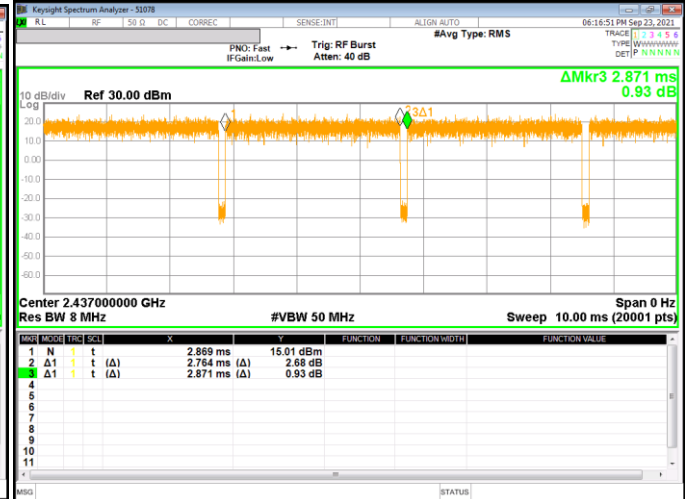 Keysight Spectrum Analyzer - 51078
RL RF 50 Ω DC CORREC SENSE:INT ALIGN AUTO 06:16:51 PM Sep 23, 2021
#Avg Type: RMS
TRACE 1 2 3 4 5 6
PNO: Fast Trig: RF Burst TYPE W
IFGain:Low Atten: 40 dB DET P N N N N N
ΔMkr3 2.871 ms
0.93 dB
10 dB/div Ref 30.00 dBm
Log
20.0
3Δ1
10.0
0.00
-10.0
-20.0
-30.0
-40.0
-50.0
-60.0
Center 2.437000000 GHz Span 0 Hz
Res BW 8 MHz #VBW 50 MHz Sweep 10.00 ms (20001 pts)
MKR MODE TRC SCL X Y FUNCTION FUNCTION WIDTH FUNCTION VALUE
1 N 1 t 2.869 ms 15.01 dBm
2 Δ1 1 t (Δ) 2.764 ms (Δ) 2.68 dB
3 Δ1 1 t (Δ) 2.871 ms (Δ) 0.93 dB
4
5
6
7
8
9
10
11
MSG STATUS